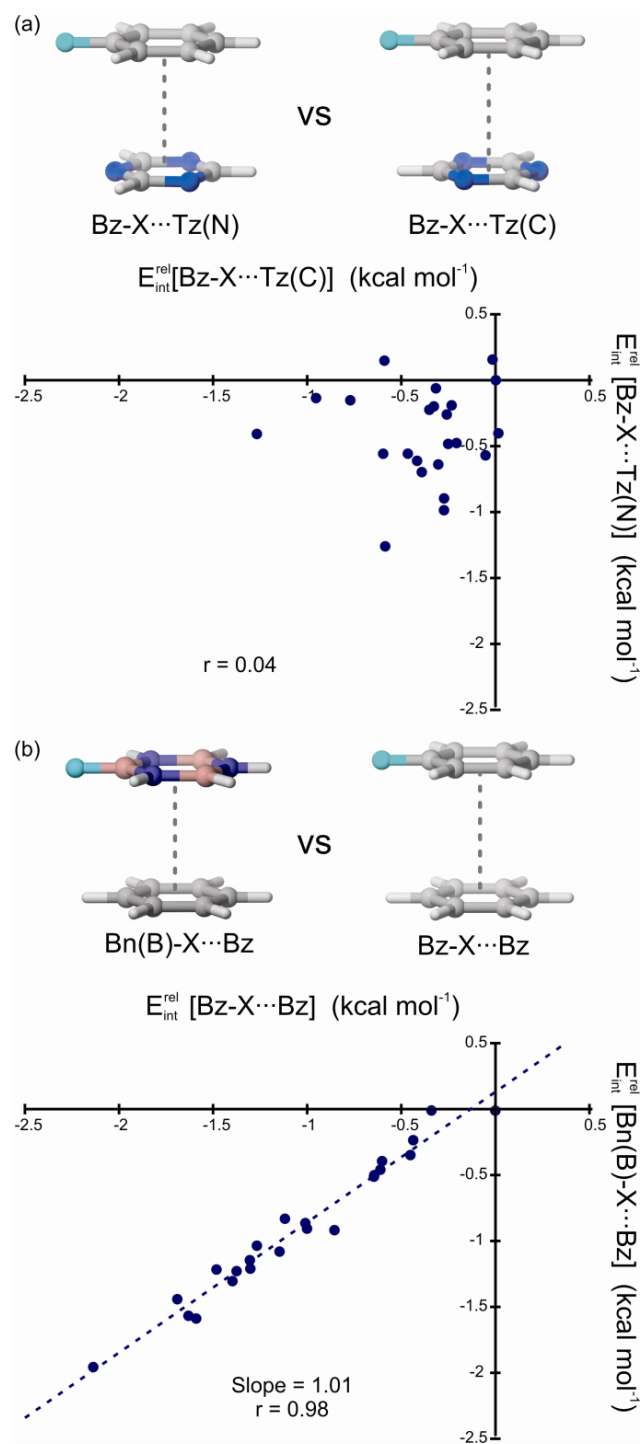 (a)
vs
Bz-X···Tz(N) Bz-X···Tz(C)
E_int^rel[Bz-X···Tz(C)] (kcal mol⁻¹)
0.5
-2.5 -2 -1.5 -1 -0.5 0.5
-0.5
-1
-1.5
-2
-2.5
E_int^rel [Bz-X···Tz(N)] (kcal mol⁻¹)
r = 0.04
(b)
vs
Bn(B)-X···Bz Bz-X···Bz
E_int^rel [Bz-X···Bz] (kcal mol⁻¹)
0.5
-2.5 -2 -1.5 -1 -0.5 0.5
-0.5
-1
-1.5
-2
-2.5
E_int^rel [Bn(B)-X···Bz] (kcal mol⁻¹)
Slope = 1.01
r = 0.98